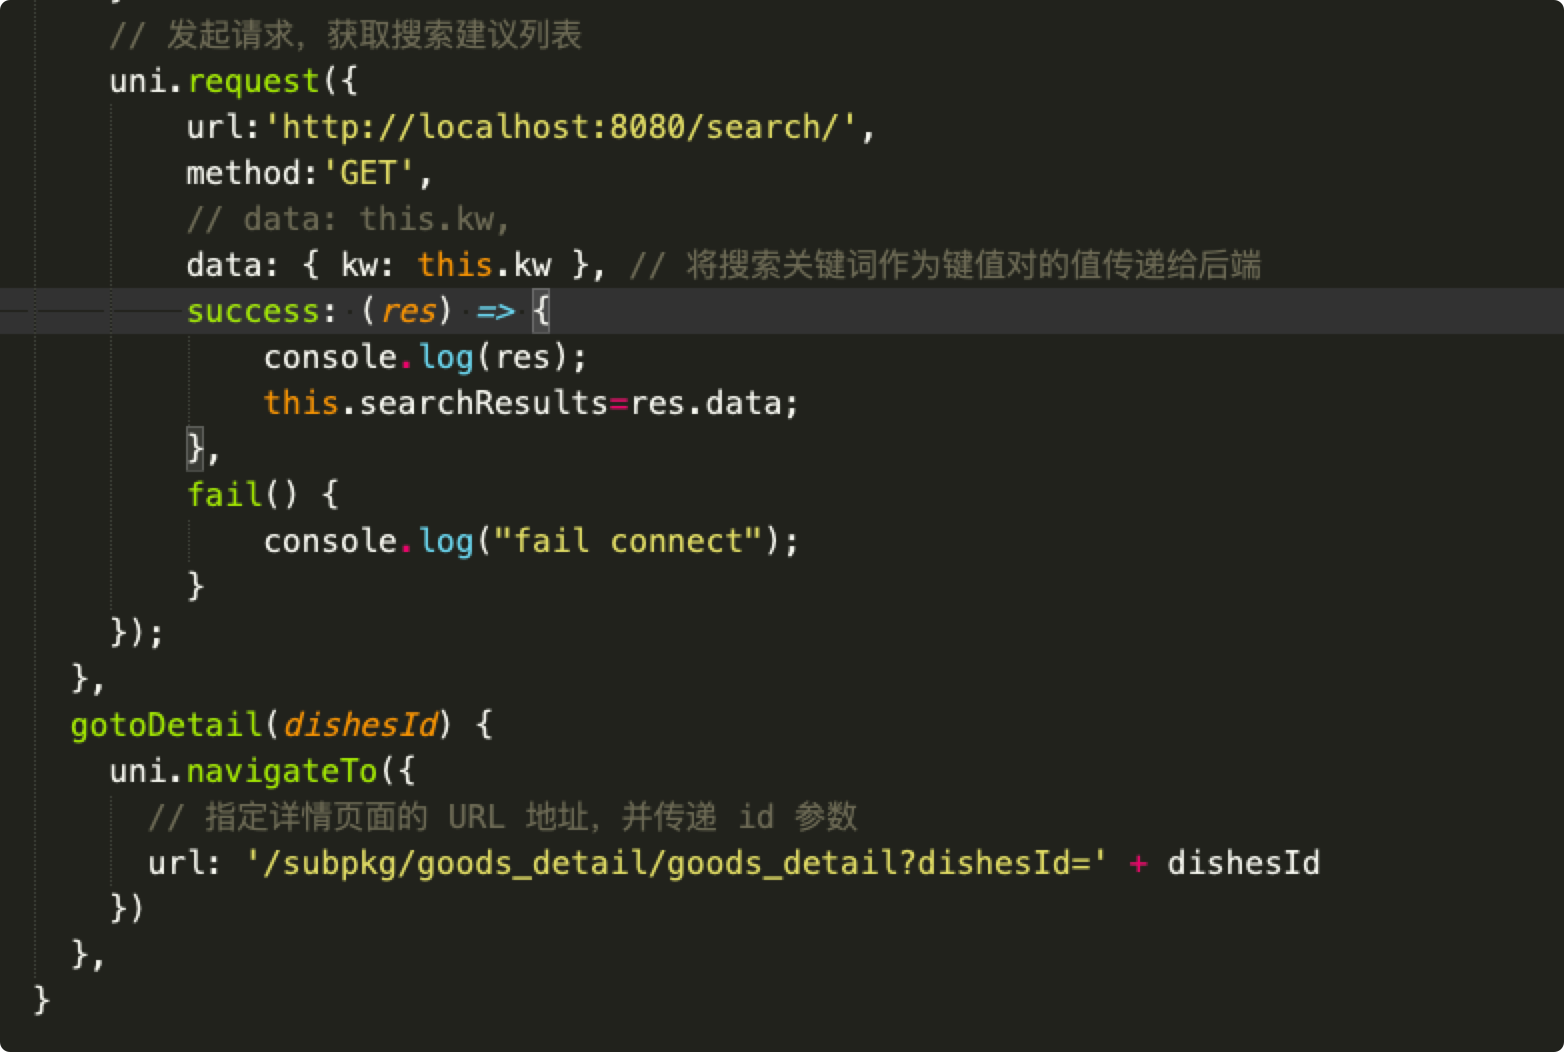 // 发起请求，获取搜索建议列表
uni.request({
url:'http://localhost:8080/search/',
method:'GET',
// data: this.kw,
data: { kw: this.kw }, // 将搜索关键词作为键值对的值传递给后端
success: (res) => {
console.log(res);
this.searchResults=res.data;
},
fail() {
console.log("fail connect");
}
});
},
gotoDetail(dishesId) {
uni.navigateTo({
// 指定详情页面的 URL 地址，并传递 id 参数
url: '/subpkg/goods_detail/goods_detail?dishesId=' + dishesId
})
},
}